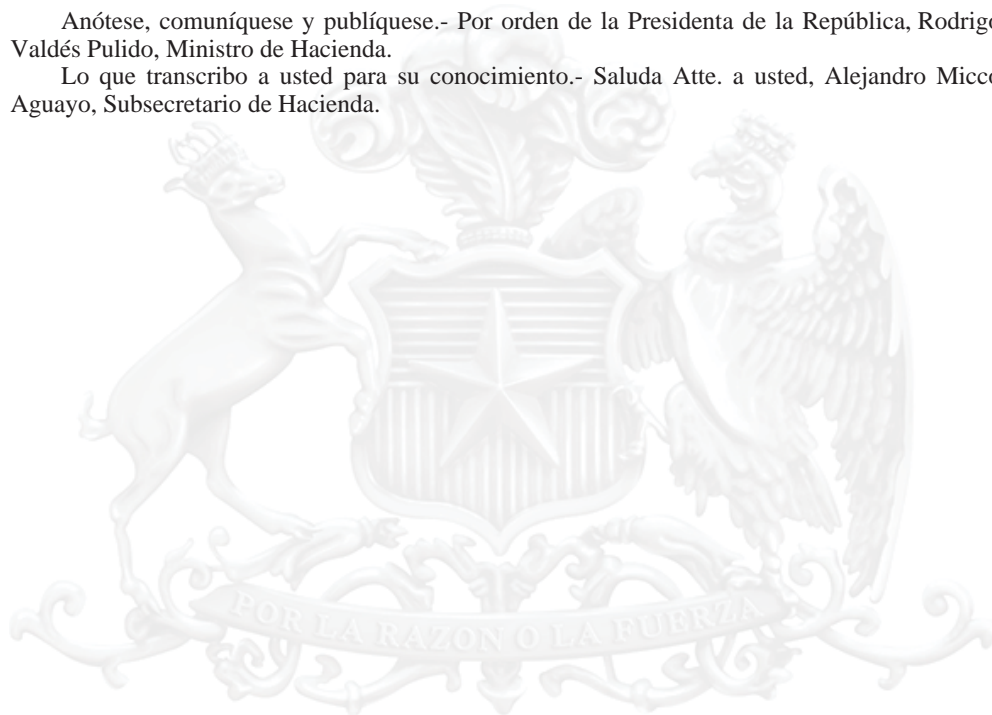 Anótese, comuníquese y publíquese.- Por orden de la Presidenta de la República, Rodrigo
Valdés Pulido, Ministro de Hacienda.
Lo que transcribo a usted para su conocimiento.- Saluda Atte. a usted, Alejandro Micco
Aguayo, Subsecretario de Hacienda.
POR LA RAZON O LA FUERZA